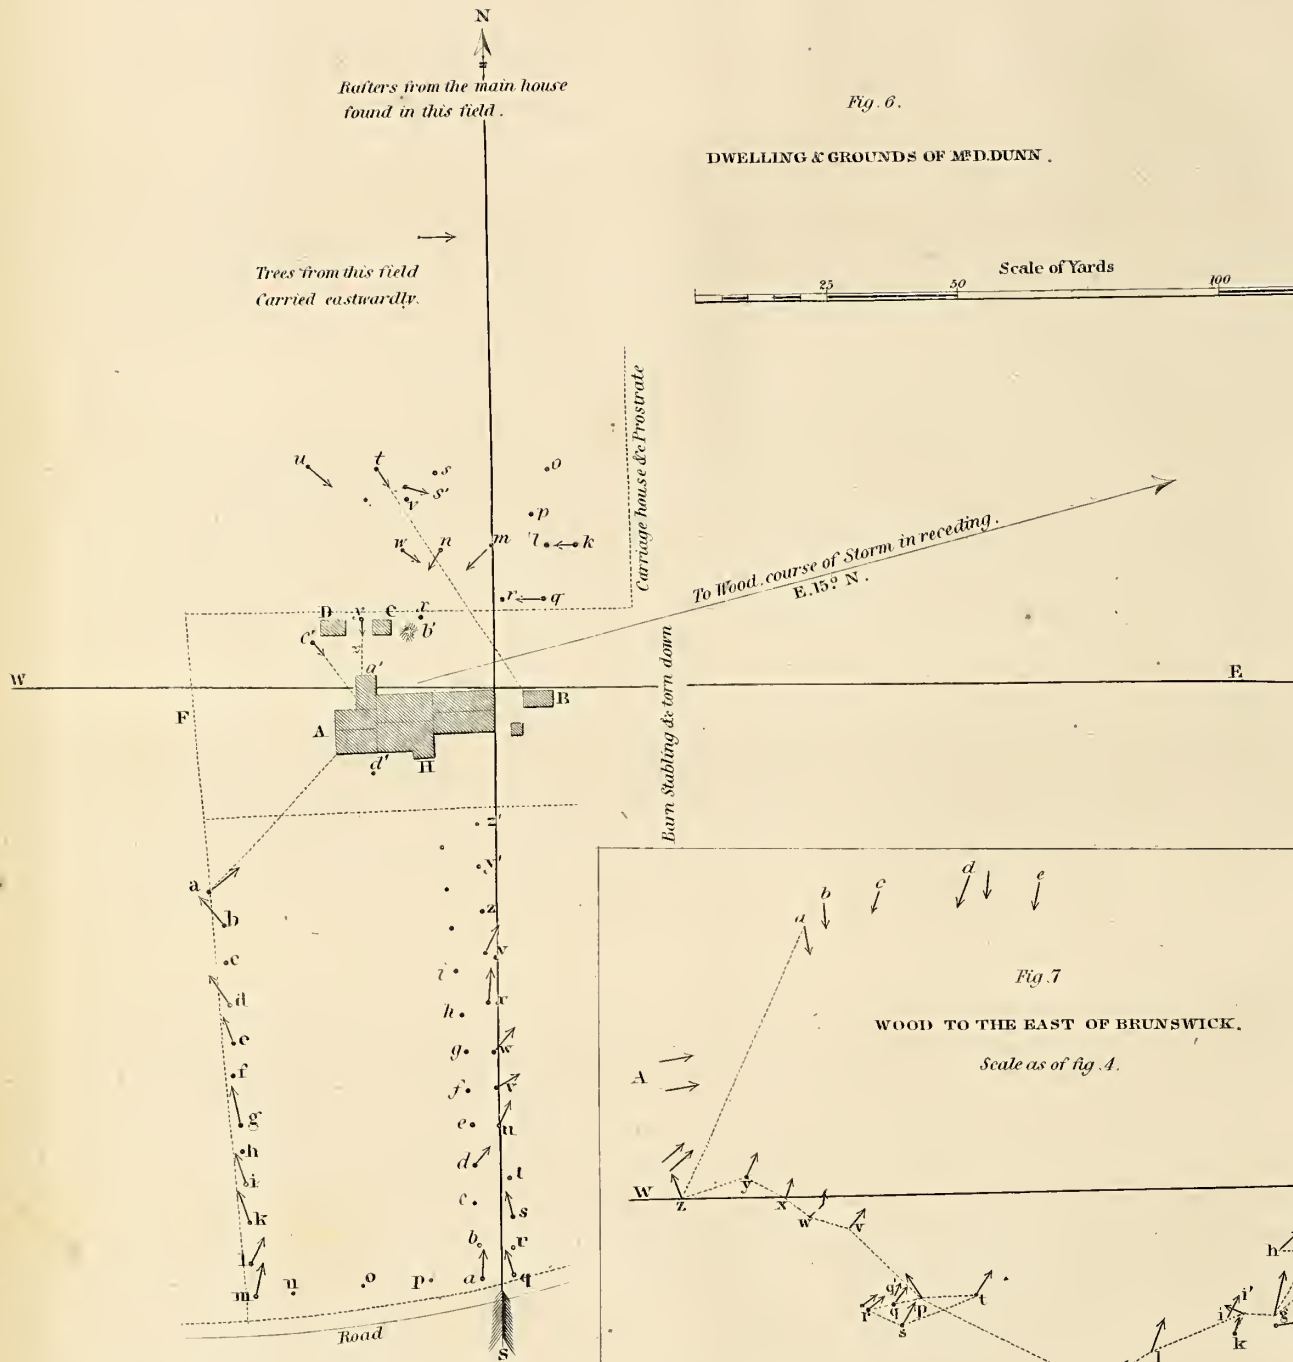 N
Rafters from the main house
found in this field.
Fig. 6.
DWELLING & GROUNDS OF Mr. D. DUNN.
Trees from this field
Carried eastwardly.
Scale of Yards
25 50 100
Carriage house &c Prostrate
u t s o
s'
v p
w n m l k
r q
To Wood. course of Storm in receding.
E. 15° N.
D y C x
b'
c'
z
a'
W E
F B
A
d' H
Barn Stabling &c torn down
z'
y'
a
b z
c y
i
d x
h
e g w
f f v
g e u
h d
i t
c
k s
b r
l
m n o p a q
Road
S
a b c d e
Fig. 7
WOOD TO THE EAST OF BRUNSWICK.
Scale as of fig. 4.
A
W z y x w v
h
g' r q p t
s
i i' g
k
l